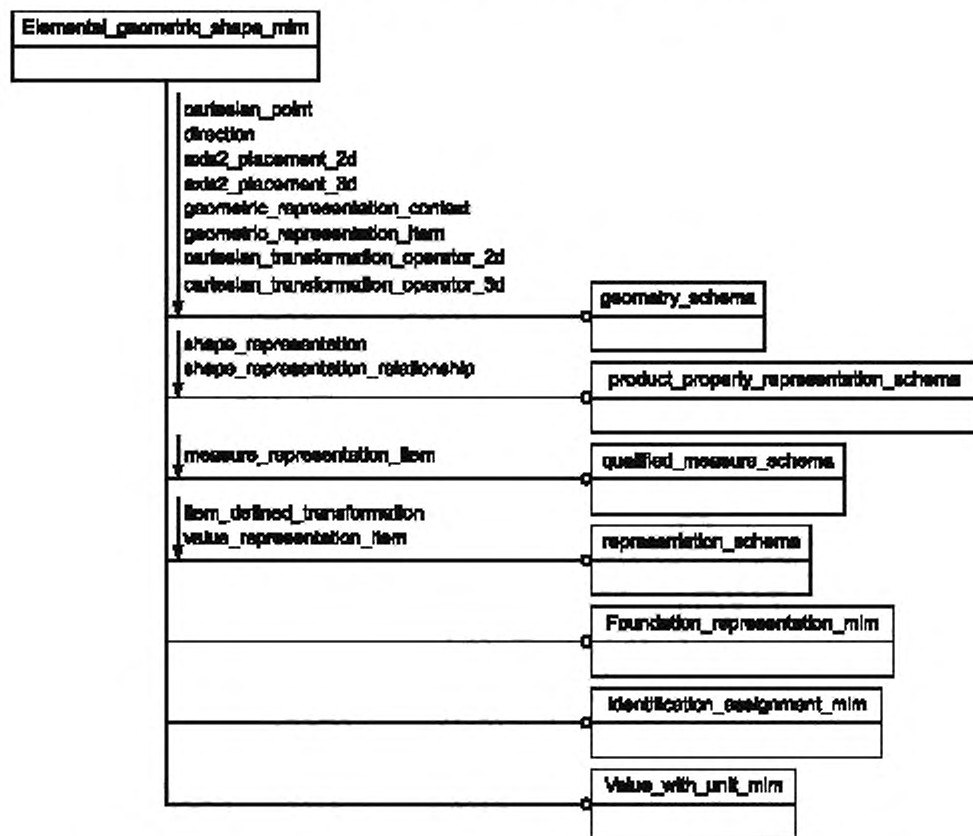 Elemental_geometric_shape_mim
cartesian_point
direction
axis2_placement_2d
axis2_placement_3d
geometric_representation_context
geometric_representation_item
cartesian_transformation_operator_2d
cartesian_transformation_operator_3d
geometry_schema
shape_representation
shape_representation_relationship
product_property_representation_schema
measure_representation_item
qualified_measure_schema
item_defined_transformation
value_representation_item
representation_schema
Foundation_representation_mim
Identification_assignment_mim
Value_with_unit_mim